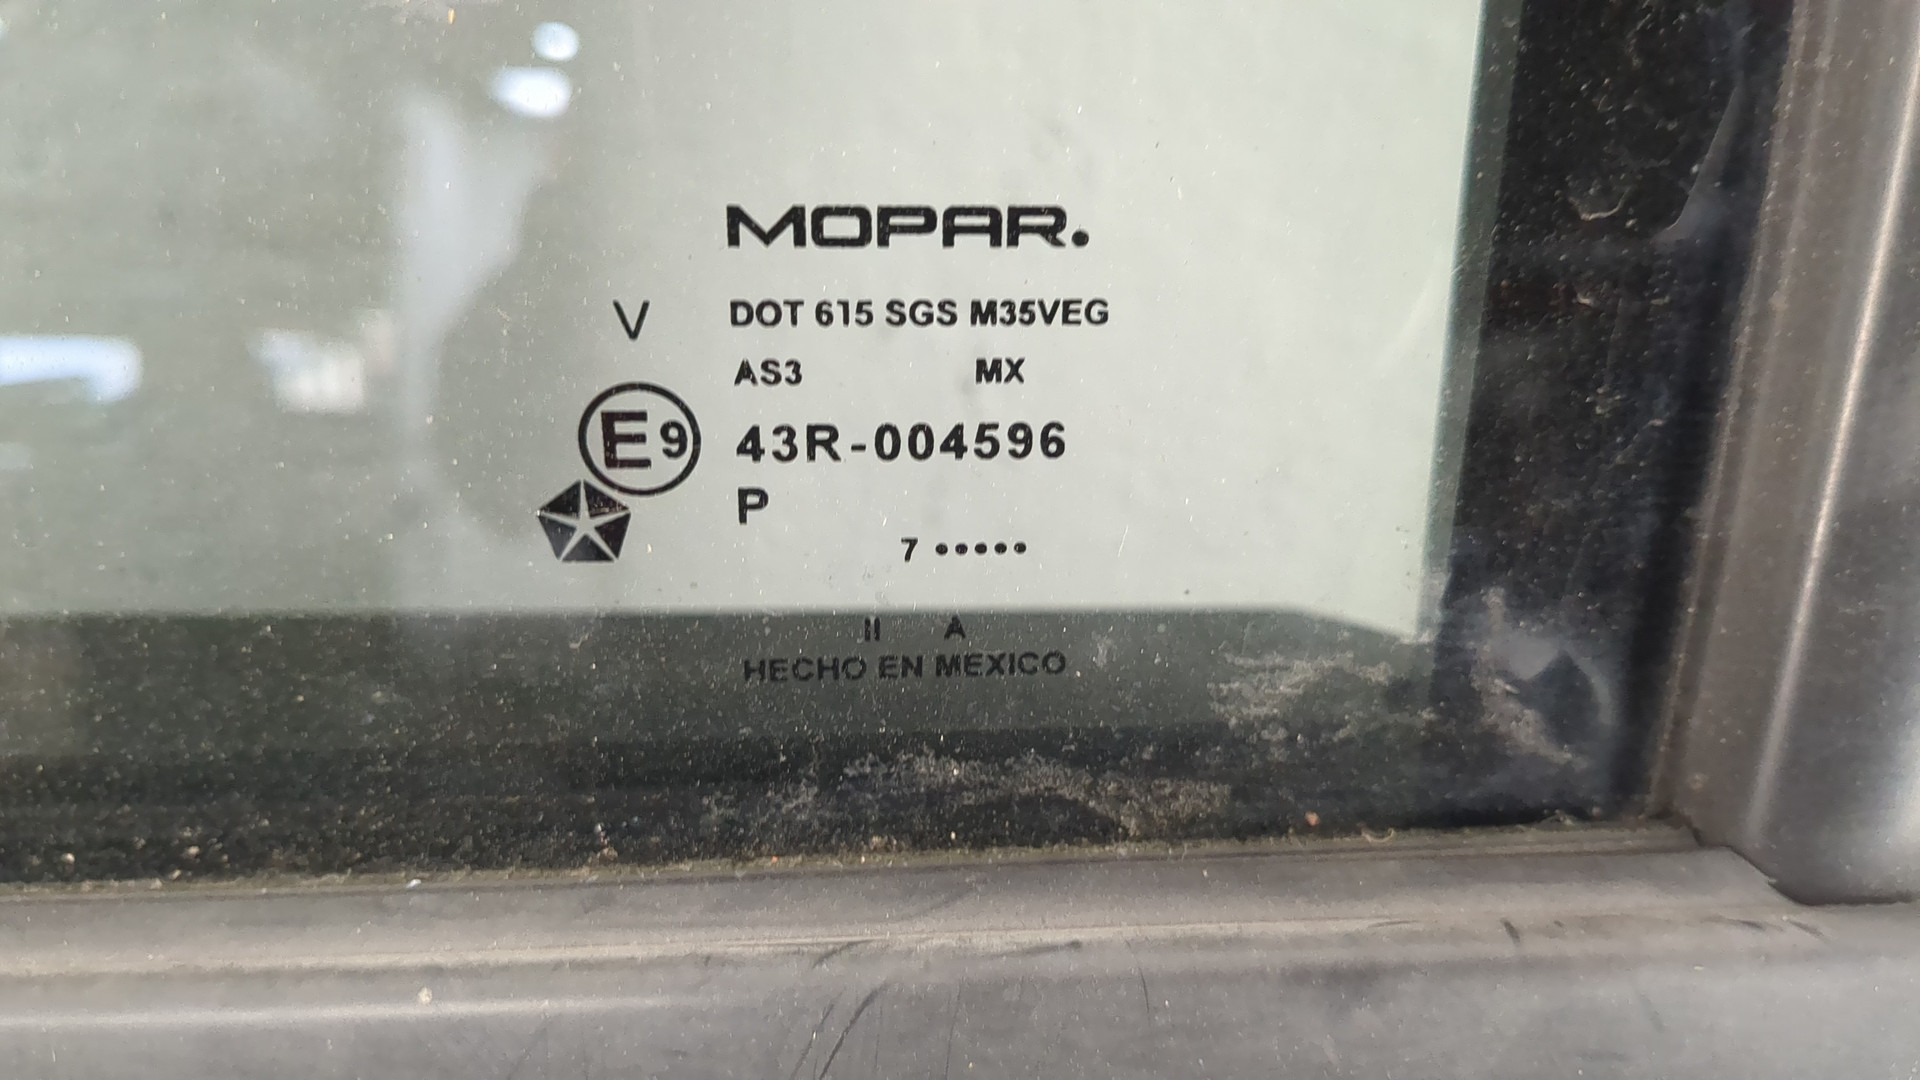 MOPAR.
V DOT 615 SGS M35VEG
AS3 MX
E9 43R-004596
P
7 •••••
II A
HECHO EN MEXICO